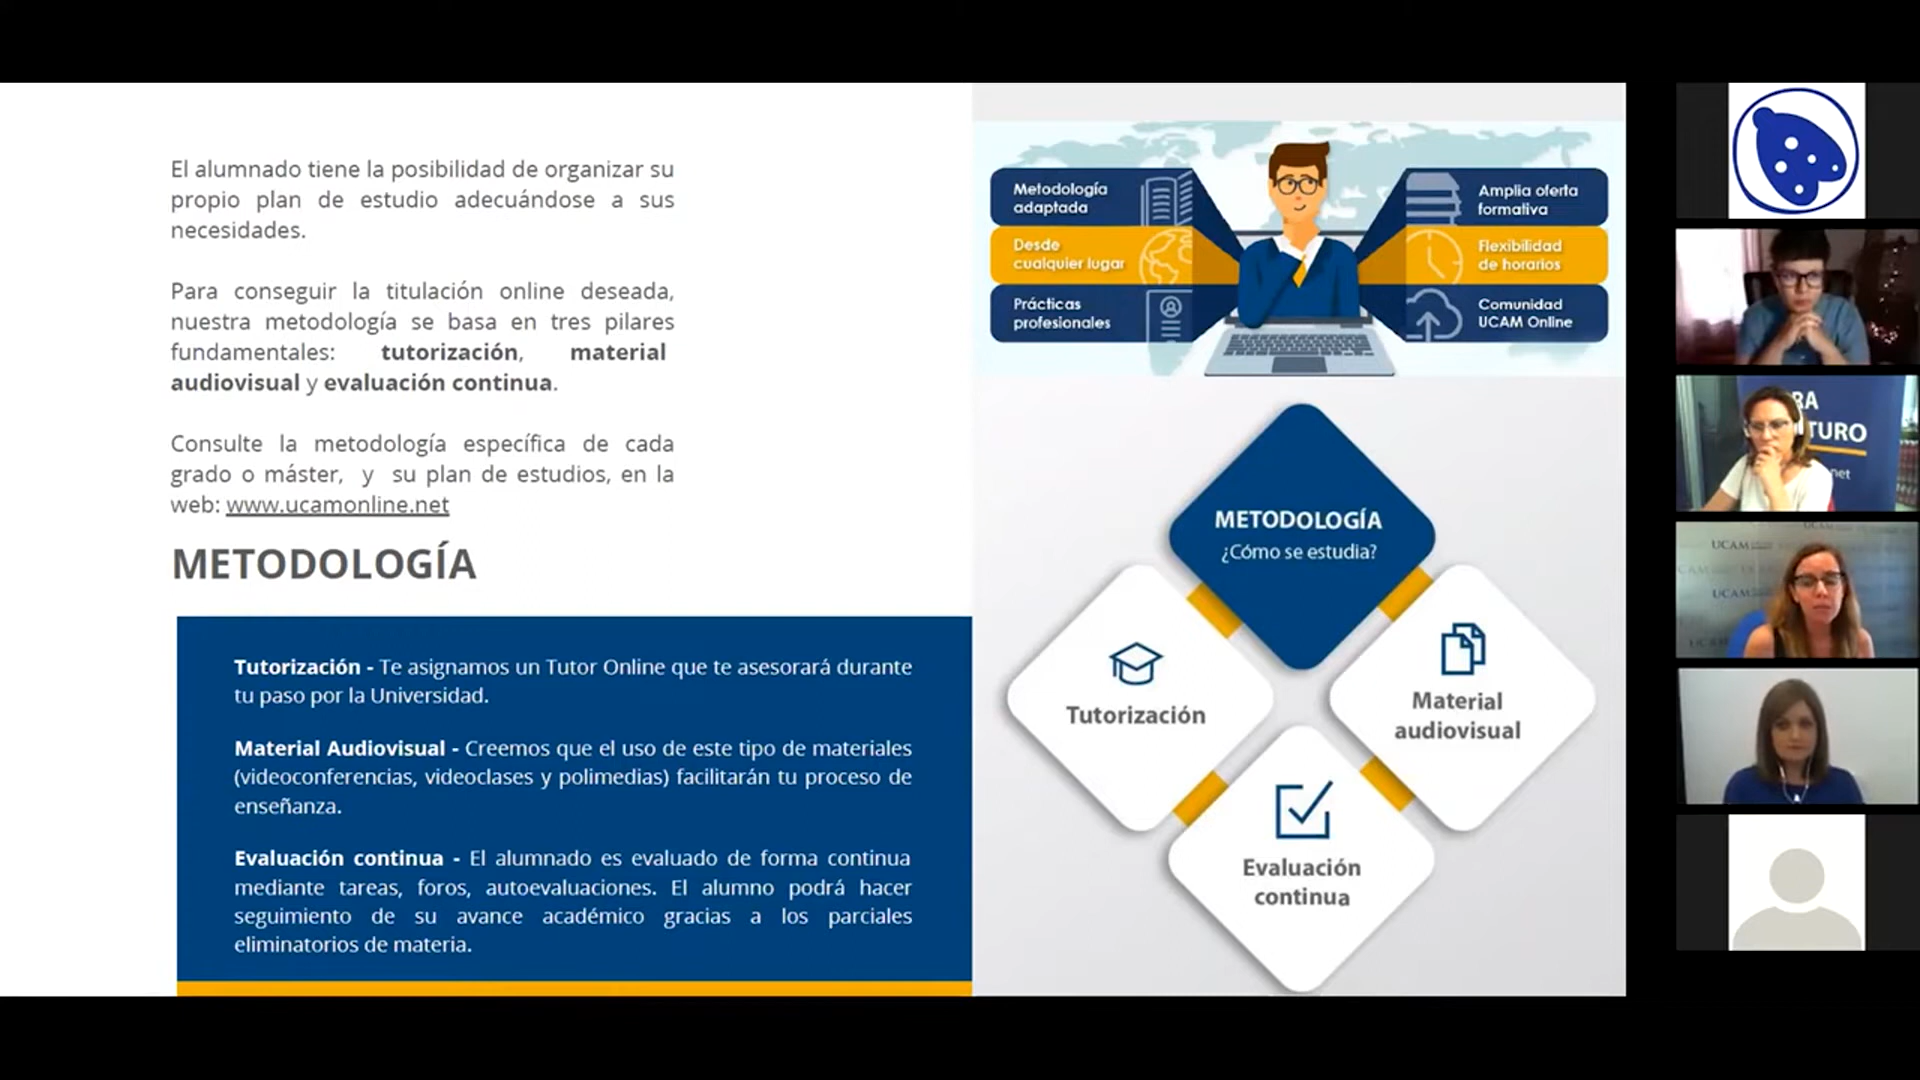 El alumnado tiene la posibilidad de organizar su
propio plan de estudio adecuándose a sus
necesidades.
Para conseguir la titulación online deseada,
nuestra metodología se basa en tres pilares
fundamentales: tutorización, material
audiovisual y evaluación continua.
Consulte la metodología específica de cada
grado o máster, y su plan de estudios, en la
web: www.ucamonline.net
METODOLOGÍA
Tutorización - Te asignamos un Tutor Online que te asesorará durante
tu paso por la Universidad.
Material Audiovisual - Creemos que el uso de este tipo de materiales
(videoconferencias, videoclases y polimedias) facilitarán tu proceso de
enseñanza.
Evaluación continua - El alumnado es evaluado de forma continua
mediante tareas, foros, autoevaluaciones. El alumno podrá hacer
seguimiento de su avance académico gracias a los parciales
eliminatorios de materia.
Metodología
adaptada
Desde
cualquier lugar
Prácticas
profesionales
Amplia oferta
formativa
Flexibilidad
de horarios
Comunidad
UCAM Online
METODOLOGÍA
¿Cómo se estudia?
Tutorización
Material
audiovisual
Evaluación
continua
RA
TURO
net
UCAM
UCAM